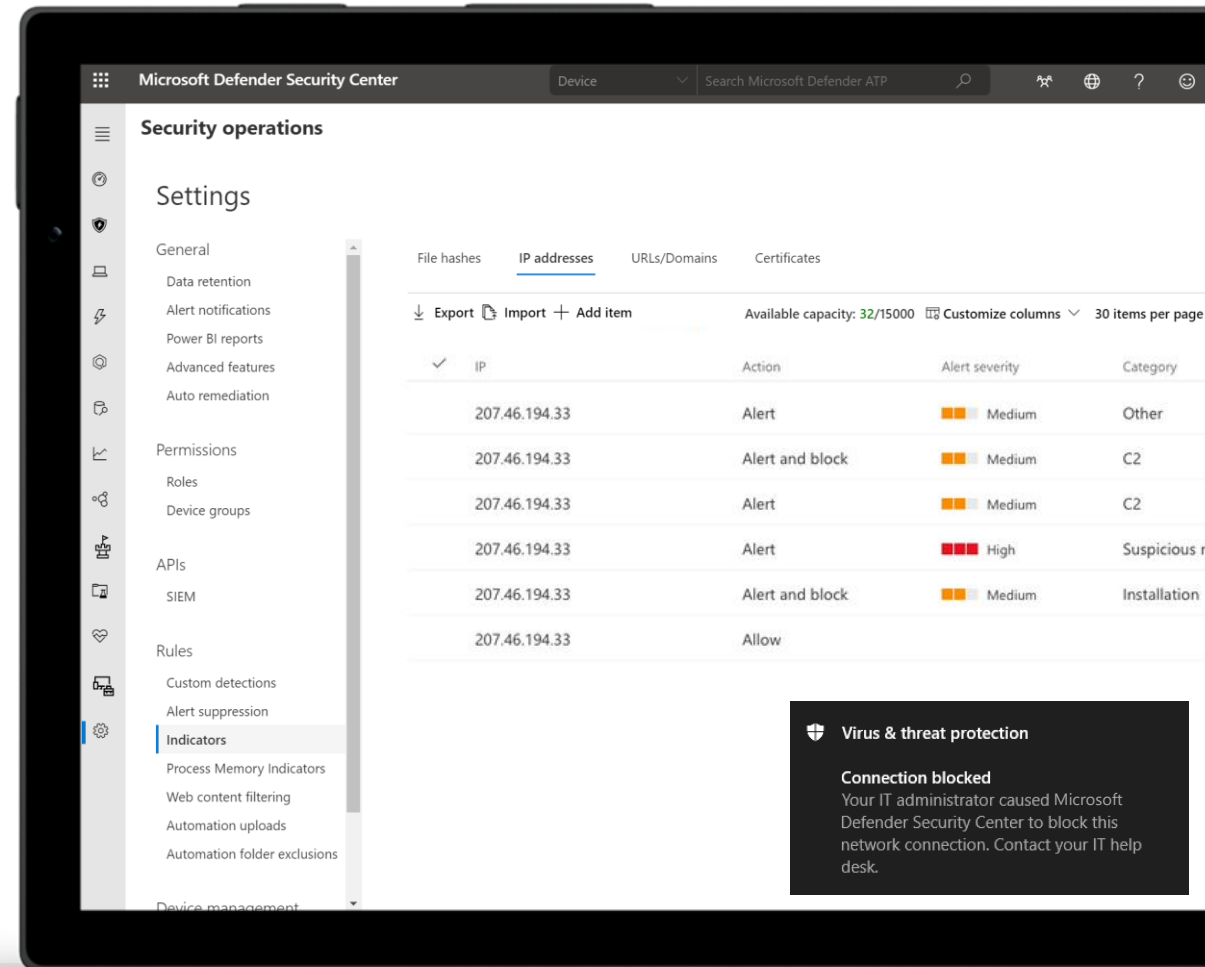 Microsoft Defender Security Center
Device
Search Microsoft Defender ATP
?
Security operations
Settings
General
Data retention
Alert notifications
Power BI reports
Advanced features
Auto remediation
Permissions
Roles
Device groups
APIs
SIEM
Rules
Custom detections
Alert suppression
Indicators
Process Memory Indicators
Web content filtering
Automation uploads
Automation folder exclusions
Device management
File hashes IP addresses URLs/Domains Certificates
Export Import Add item Available capacity: 32/15000 Customize columns 30 items per page
IP Action Alert severity Category
207.46.194.33 Alert Medium Other
207.46.194.33 Alert and block Medium C2
207.46.194.33 Alert Medium C2
207.46.194.33 Alert High Suspicious
207.46.194.33 Alert and block Medium Installation
207.46.194.33 Allow
Virus & threat protection
Connection blocked
Your IT administrator caused Microsoft
Defender Security Center to block this
network connection. Contact your IT help
desk.